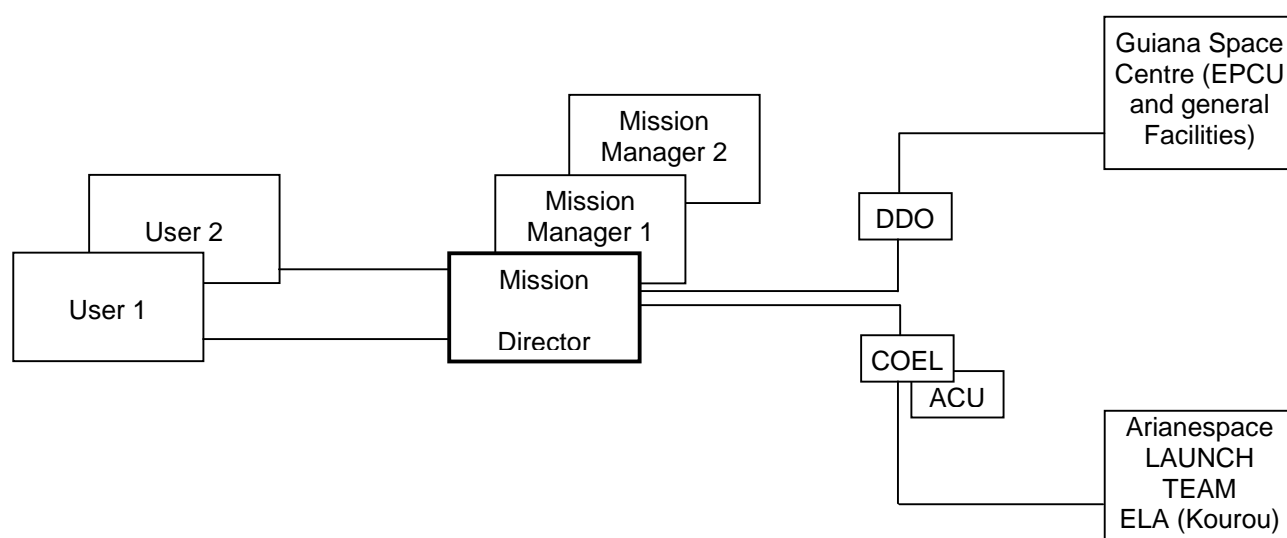 Guiana Space
Centre (EPCU
and general
Facilities)
Mission
Manager 2
Mission
Manager 1
User 2
DDO
Mission
Director
User 1
COEL
ACU
Arianespace
LAUNCH
TEAM
ELA (Kourou)